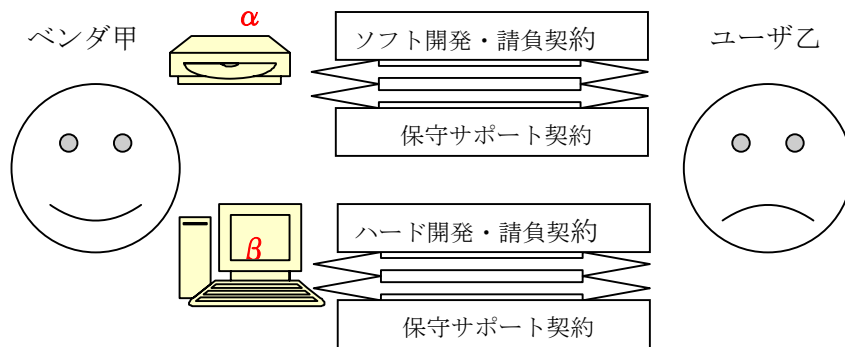 ベンダ甲
α
ソフト開発・請負契約
ユーザ乙
保守サポート契約
β
ハード開発・請負契約
保守サポート契約